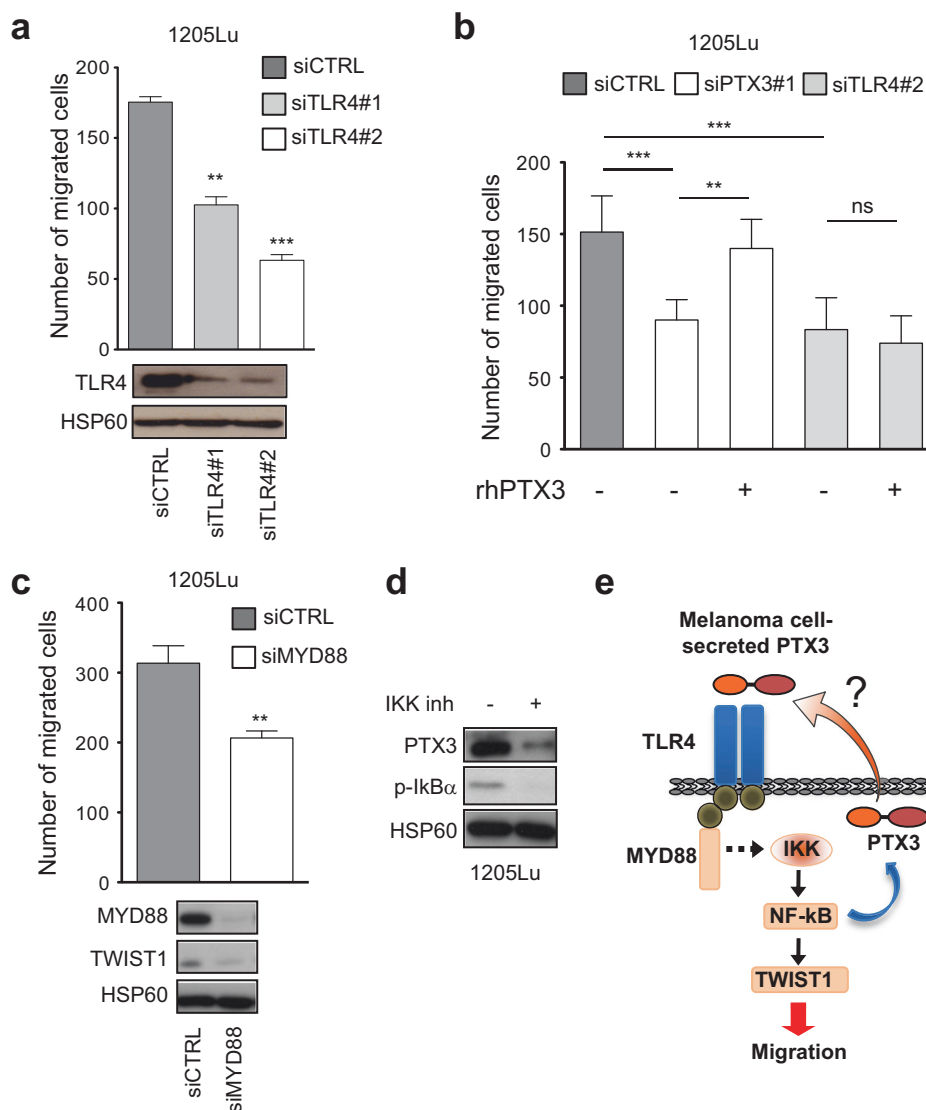 a
1205Lu
siCTRL
siTLR4#1
siTLR4#2
Number of migrated cells
200
150
100
50
0
**
***
TLR4
HSP60
siCTRL
siTLR4#1
siTLR4#2
b
1205Lu
siCTRL siPTX3#1 siTLR4#2
Number of migrated cells
200
150
100
50
0
***
***
**
ns
rhPTX3 - - + - +
c
1205Lu
siCTRL
siMYD88
Number of migrated cells
400
300
200
100
0
**
MYD88
TWIST1
HSP60
siCTRL
siMYD88
d
IKK inh - +
PTX3
p-IkBα
HSP60
1205Lu
e
Melanoma cell-
secreted PTX3
?
TLR4
PTX3
MYD88
IKK
NF-kB
TWIST1
Migration